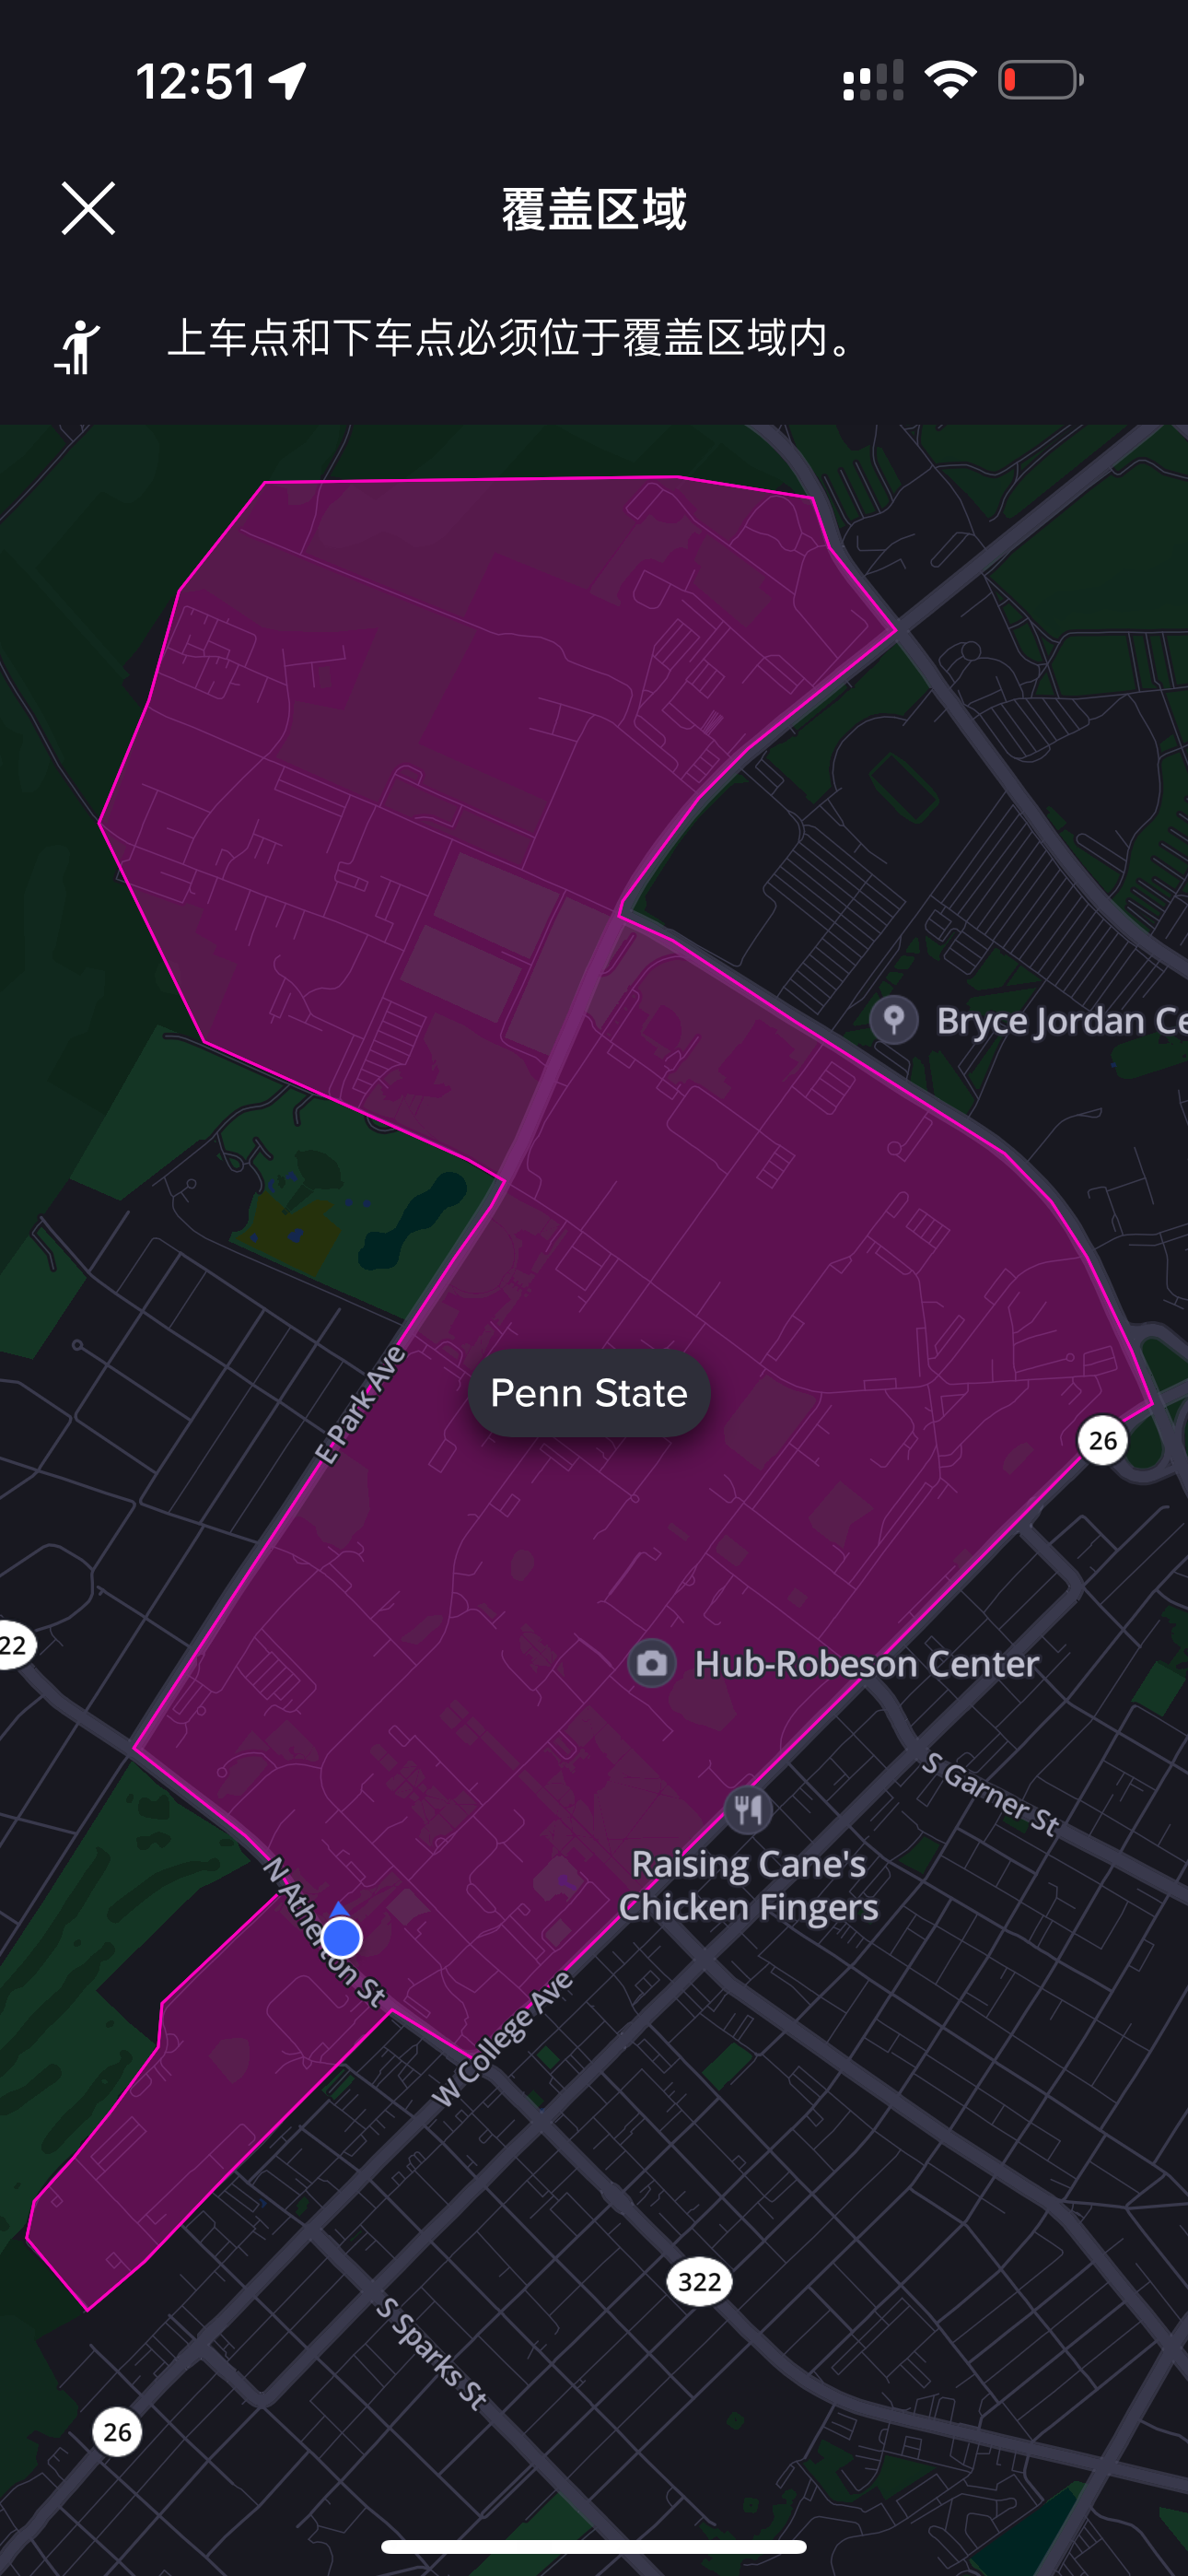 12:51
覆盖区域
上车点和下车点必须位于覆盖区域内。
Bryce Jordan Ce
E Park Ave
Penn State
26
22
Hub-Robeson Center
S Garner St
Raising Cane's
Chicken Fingers
N Atherton St
W College Ave
322
S Sparks St
26